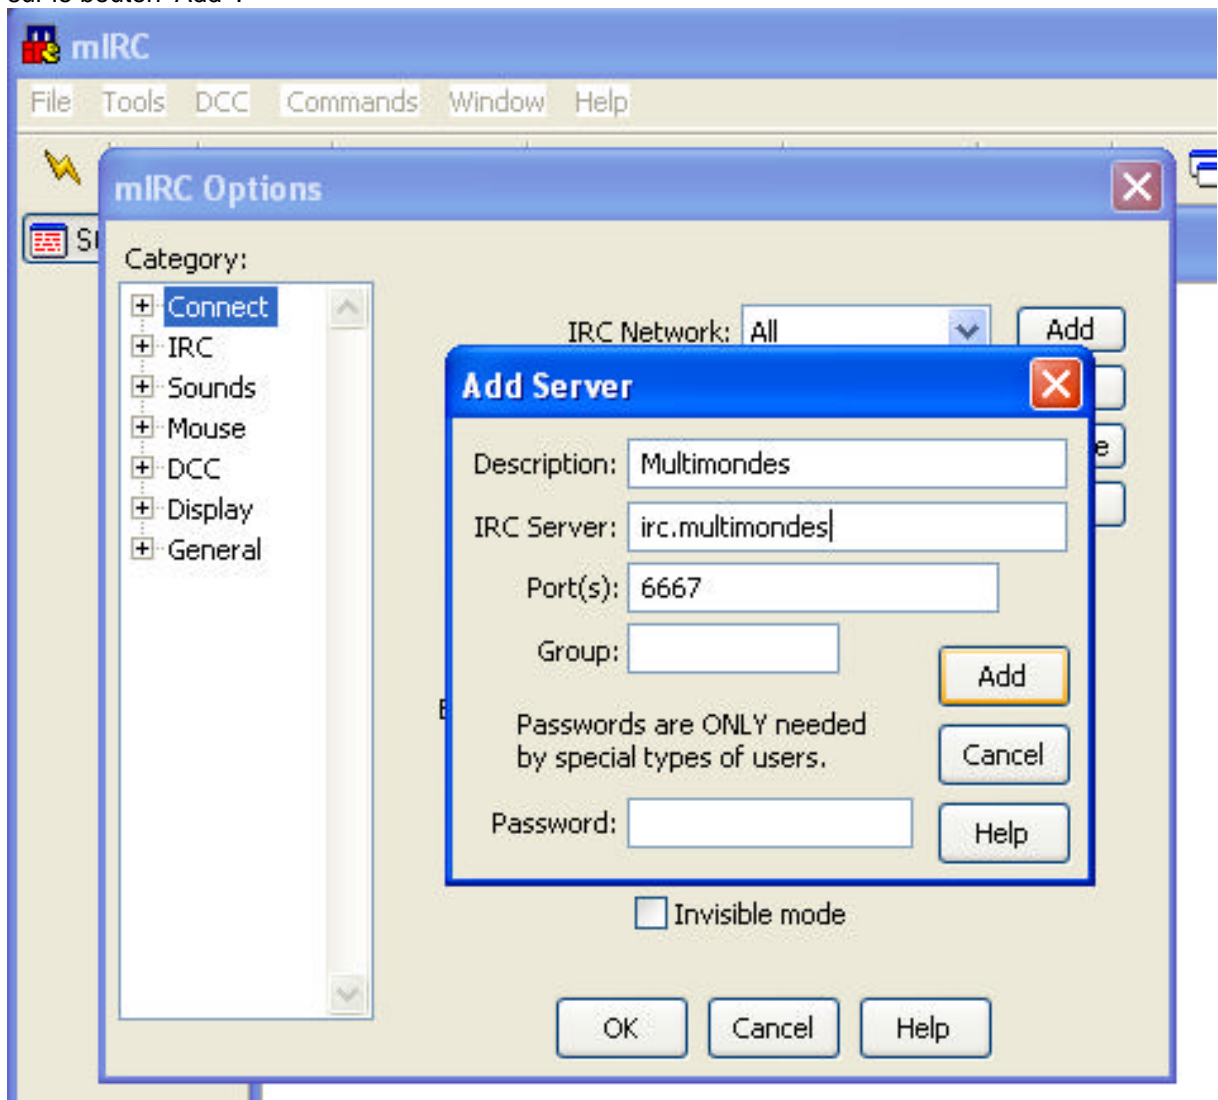 mIRC
File Tools DCC Commands Window Help
mIRC Options
Category:
Connect
IRC
Sounds
Mouse
DCC
Display
General
IRC Network: All Add
Add Server
Description: Multimondes
IRC Server: irc.multimondes
Port(s): 6667
Group:
Add
Passwords are ONLY needed
by special types of users.
Cancel
Password:
Help
Invisible mode
OK Cancel Help